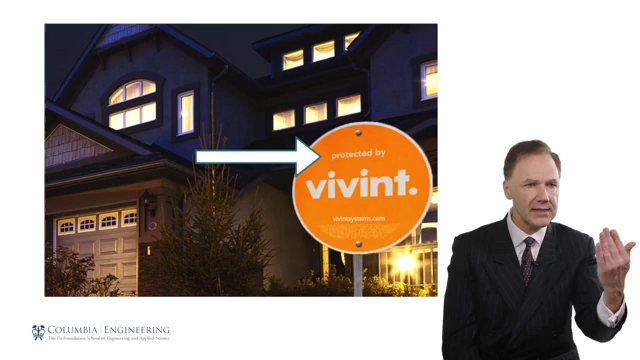 protected by
vivint.
vivintsystems.com
COLUMBIA | ENGINEERING
The Fu Foundation School of Engineering and Applied Science